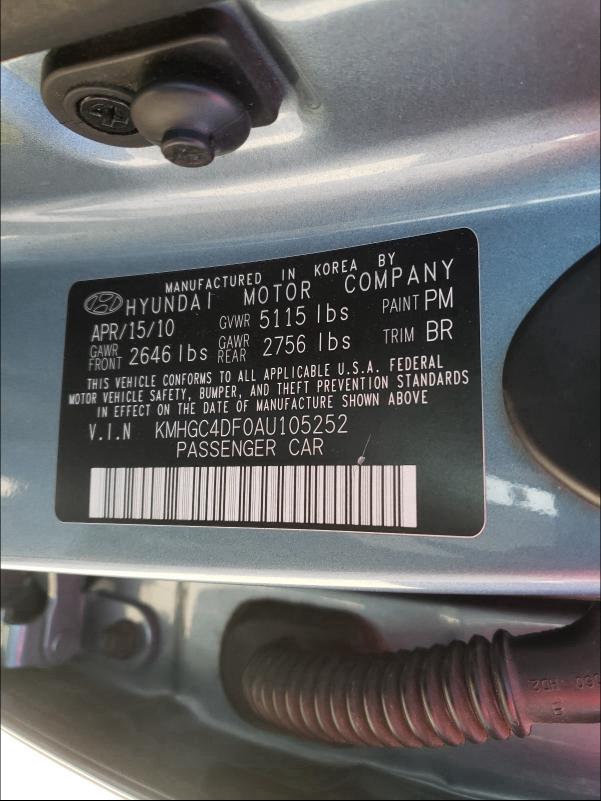 MANUFACTURED IN KOREA BY
HYUNDAI MOTOR COMPANY
APR/15/10 GVWR 5115 lbs PAINT PM
GAWR FRONT 2646 lbs GAWR REAR 2756 lbs TRIM BR
THIS VEHICLE CONFORMS TO ALL APPLICABLE U.S.A. FEDERAL
MOTOR VEHICLE SAFETY, BUMPER, AND THEFT PREVENTION STANDARDS
IN EFFECT ON THE DATE OF MANUFACTURE SHOWN ABOVE
V.I.N KMHGC4DF0AU105252
PASSENGER CAR
HD2